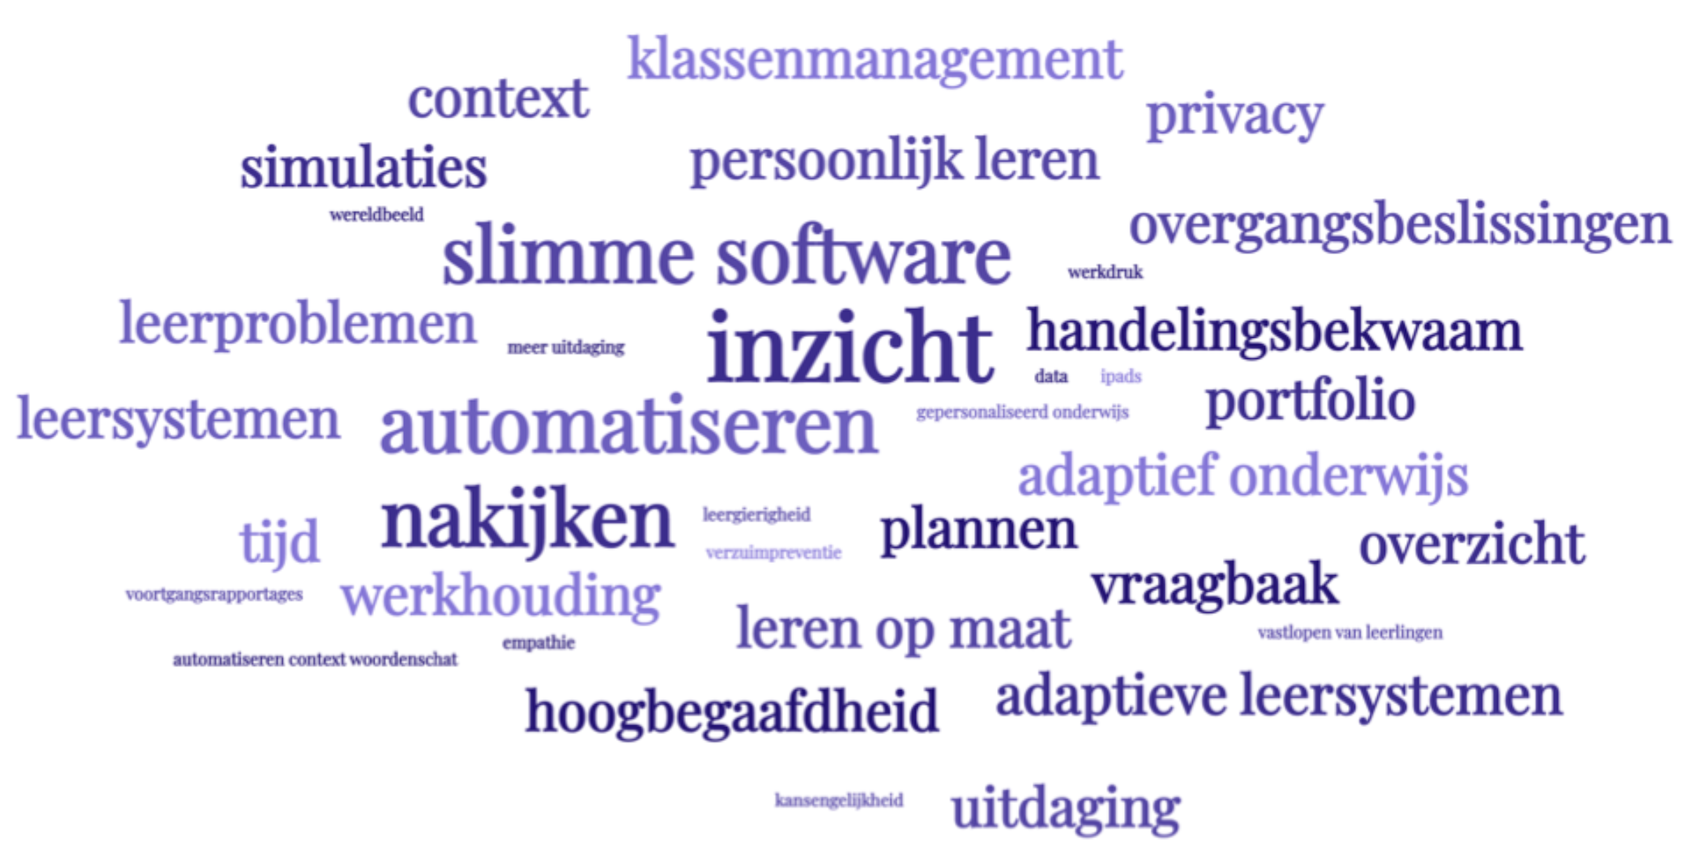 klassenmanagement
context
privacy
persoonlijk leren
simulaties
wereldbeeld
overgangsbeslissingen
slimme software
werkdruk
leerproblemen
inzicht
handelingsbekwaam
meer uitdaging
data
ipads
portfolio
leersystemen
automatiseren
gepersonaliseerd onderwijs
adaptief onderwijs
nakijken
leergierigheid
plannen
tijd
overzicht
verzuimpreventie
vraagbaak
voortgangsrapportages
werkhouding
leren op maat
vastlopen van leerlingen
empathie
automatiseren context woordenschat
adaptieve leersystemen
hoogbegaafdheid
kansengelijkheid
uitdaging